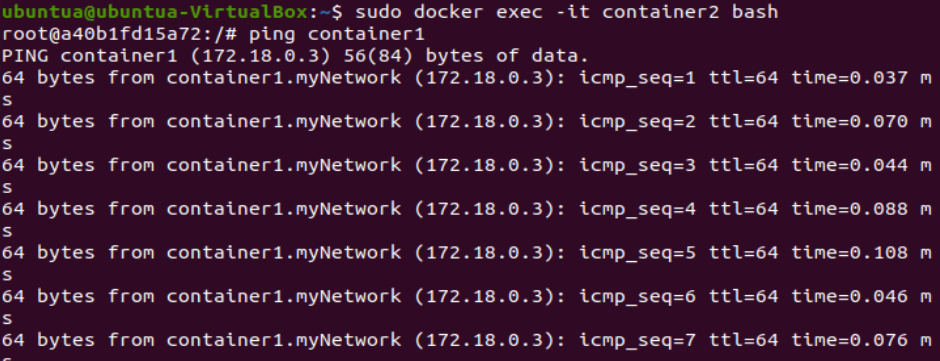 ubuntua@ubuntua-VirtualBox:~$ sudo docker exec -it container2 bash
root@a40b1fd15a72:/# ping container1
PING container1 (172.18.0.3) 56(84) bytes of data.
64 bytes from container1.myNetwork (172.18.0.3): icmp_seq=1 ttl=64 time=0.037 m
s
64 bytes from container1.myNetwork (172.18.0.3): icmp_seq=2 ttl=64 time=0.070 m
s
64 bytes from container1.myNetwork (172.18.0.3): icmp_seq=3 ttl=64 time=0.044 m
s
64 bytes from container1.myNetwork (172.18.0.3): icmp_seq=4 ttl=64 time=0.088 m
s
64 bytes from container1.myNetwork (172.18.0.3): icmp_seq=5 ttl=64 time=0.108 m
s
64 bytes from container1.myNetwork (172.18.0.3): icmp_seq=6 ttl=64 time=0.046 m
s
64 bytes from container1.myNetwork (172.18.0.3): icmp_seq=7 ttl=64 time=0.076 m
s